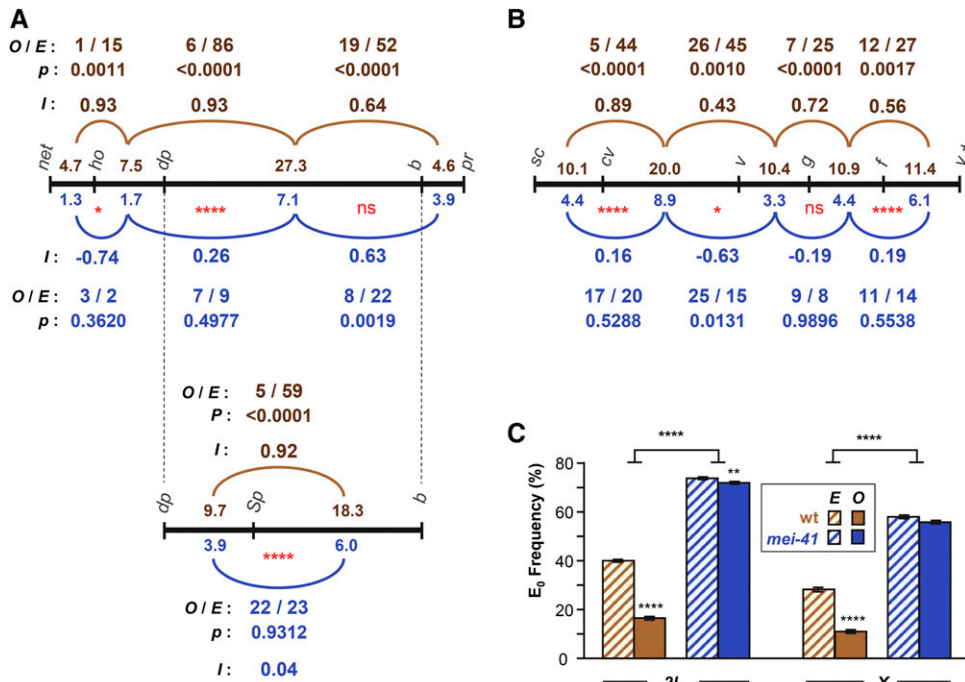 A
O / E : 1 / 15 6 / 86 19 / 52
p : 0.0011 <0.0001 <0.0001
I : 0.93 0.93 0.64
net ho dp b pr
4.7 7.5 27.3 4.6
1.3 1.7 7.1 3.9
* **** ns
I : -0.74 0.26 0.63
O / E : 3 / 2 7 / 9 8 / 22
p : 0.3620 0.4977 0.0019
O / E : 5 / 59
P : <0.0001
I : 0.92
dp Sp b
9.7 18.3
3.9 6.0
****
O / E : 22 / 23
p : 0.9312
I : 0.04
B
5 / 44 26 / 45 7 / 25 12 / 27
<0.0001 0.0010 <0.0001 0.0017
0.89 0.43 0.72 0.56
sc cv v g f
10.1 20.0 10.4 10.9 11.4
4.4 8.9 3.3 4.4 6.1
**** * ns ****
0.16 -0.63 -0.19 0.19
17 / 20 25 / 15 9 / 8 11 / 14
0.5288 0.0131 0.9896 0.5538
C
**** ****
E0 Frequency (%)
80
60
40
20
0
E O
wt
mei-41
**** ** ****
2L X